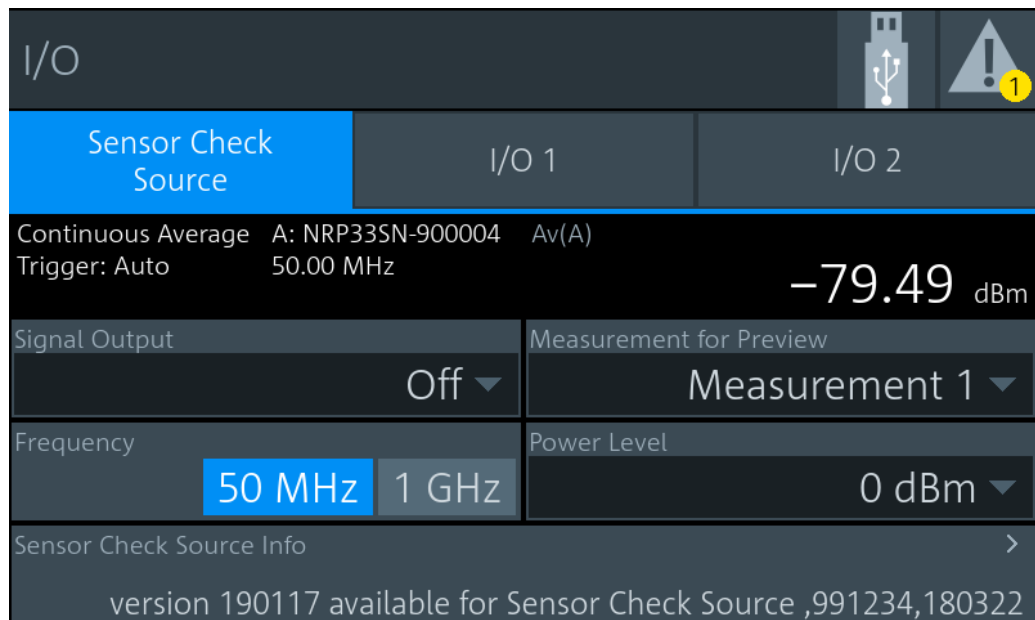 I/O
1
Sensor Check
Source
I/O 1
I/O 2
Continuous Average A: NRP33SN-900004 Av(A)
Trigger: Auto 50.00 MHz
−79.49 dBm
Signal Output
Off
Measurement for Preview
Measurement 1
Frequency
50 MHz 1 GHz
Power Level
0 dBm
Sensor Check Source Info >
version 190117 available for Sensor Check Source ,991234,180322